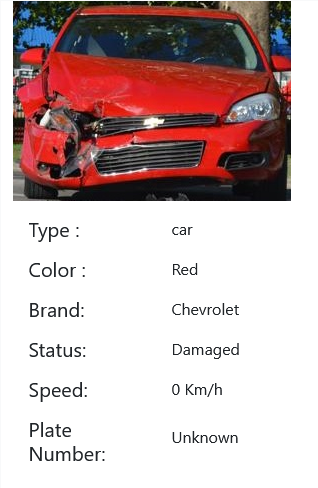 Type : car
Color : Red
Brand: Chevrolet
Status: Damaged
Speed: 0 Km/h
Plate
Number: Unknown